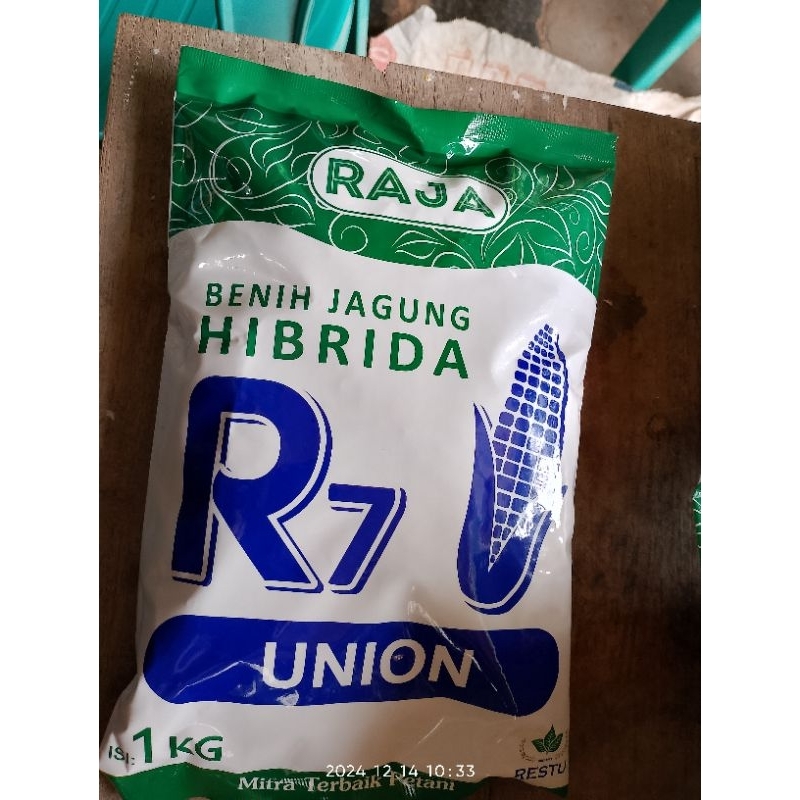 RAJA
BENIH JAGUNG
HIBRIDA
R7
UNION
ISI: 1 KG
RESTU
2024 12 14 10:33
Mitra Terbaik Petani